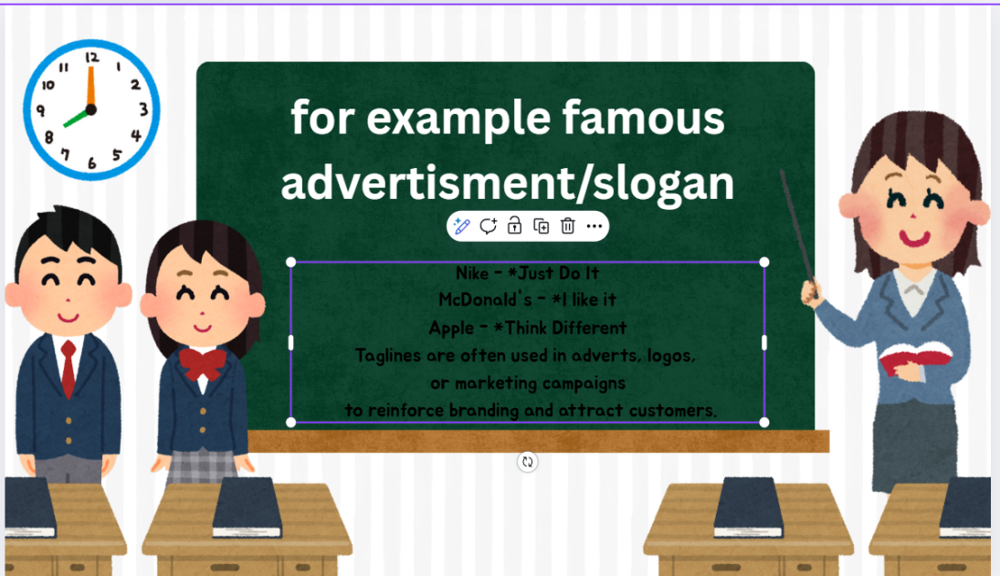 12
11
1
10
2
9
3
8
4
7
5
6
for example famous
advertisment/slogan
Nike - *Just Do It
McDonald's - *I like it
Apple - *Think Different
Taglines are often used in adverts, logos,
or marketing campaigns
to reinforce branding and attract customers.